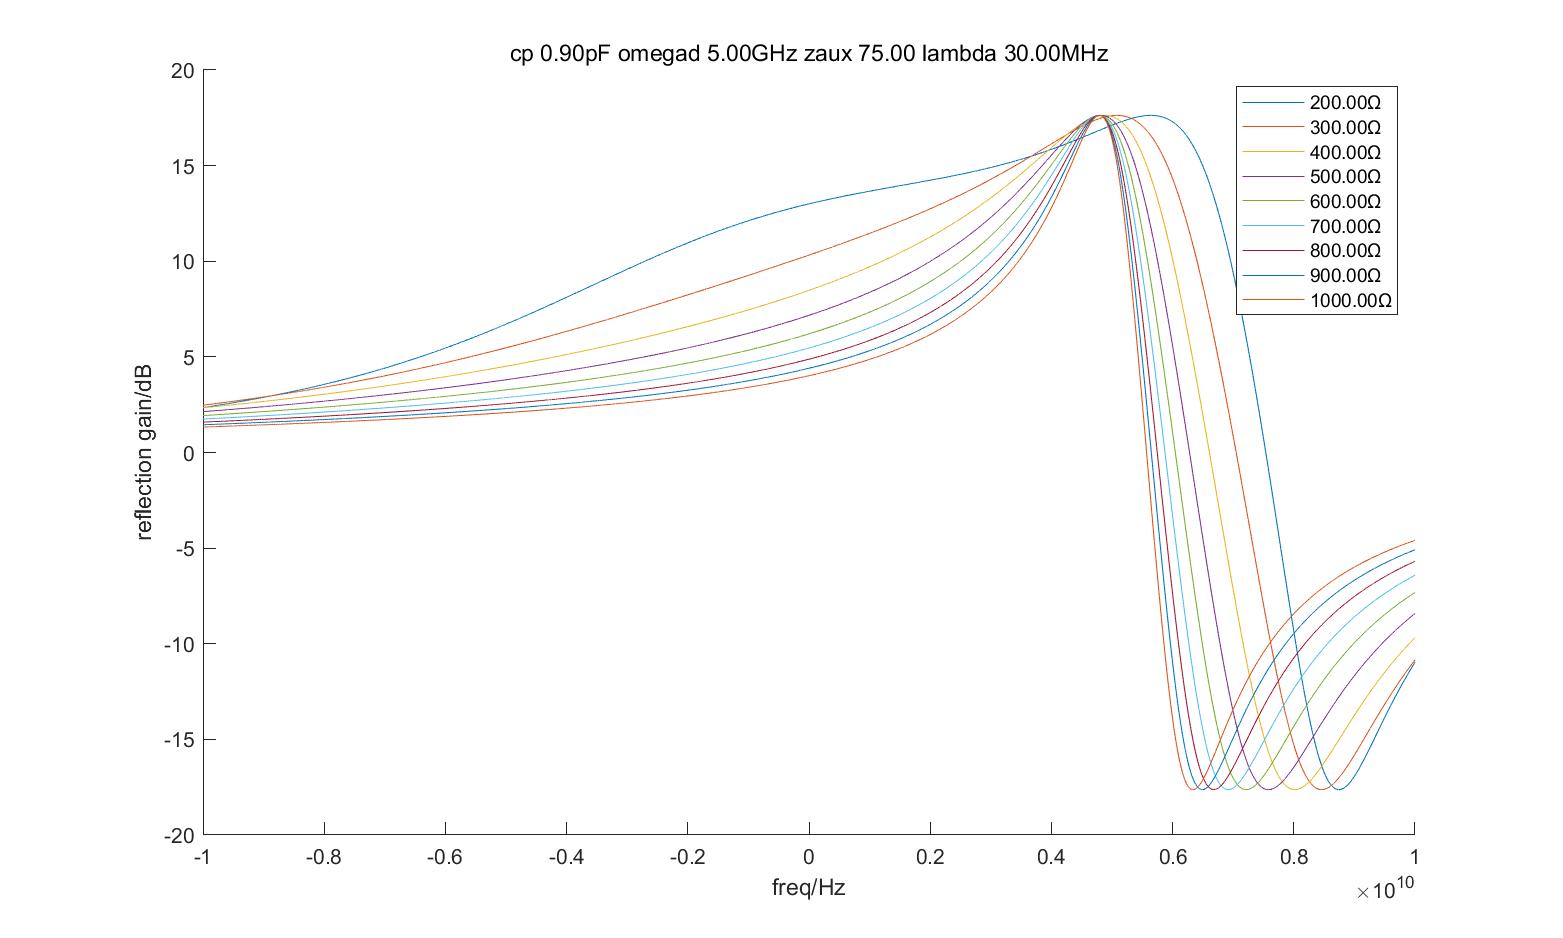 cp 0.90pF omegad 5.00GHz zaux 75.00 lambda 30.00MHz
20
15
10
5
0
-5
-10
-15
-20
reflection gain/dB
200.00Ω
300.00Ω
400.00Ω
500.00Ω
600.00Ω
700.00Ω
800.00Ω
900.00Ω
1000.00Ω
-1 -0.8 -0.6 -0.4 -0.2 0 0.2 0.4 0.6 0.8 1
freq/Hz
×10^10